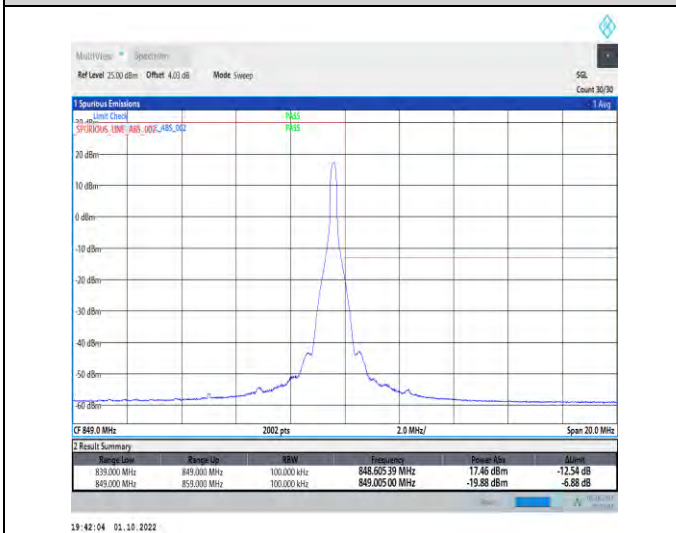 MultiView Spectrum
Ref Level 25.00 dBm Offset 4.03 dB Mode Sweep SGL
Count 30/30
1 Spurious Emissions 1 Avg
Limit Check PASS
SPURIOUS_LINE_ABS_002 PASS
20 dBm
10 dBm
0 dBm
-10 dBm
-20 dBm
-30 dBm
-40 dBm
-50 dBm
-60 dBm
CF 849.0 MHz 2002 pts 2.0 MHz/ Span 20.0 MHz
2 Result Summary
Range Low Range Up RBW Frequency Power Abs ΔLimit
839.000 MHz 849.000 MHz 100.000 kHz 848.60539 MHz 17.46 dBm -12.54 dB
849.000 MHz 859.000 MHz 100.000 kHz 849.00500 MHz -19.88 dBm -6.88 dB
19:42:04 01.10.2022